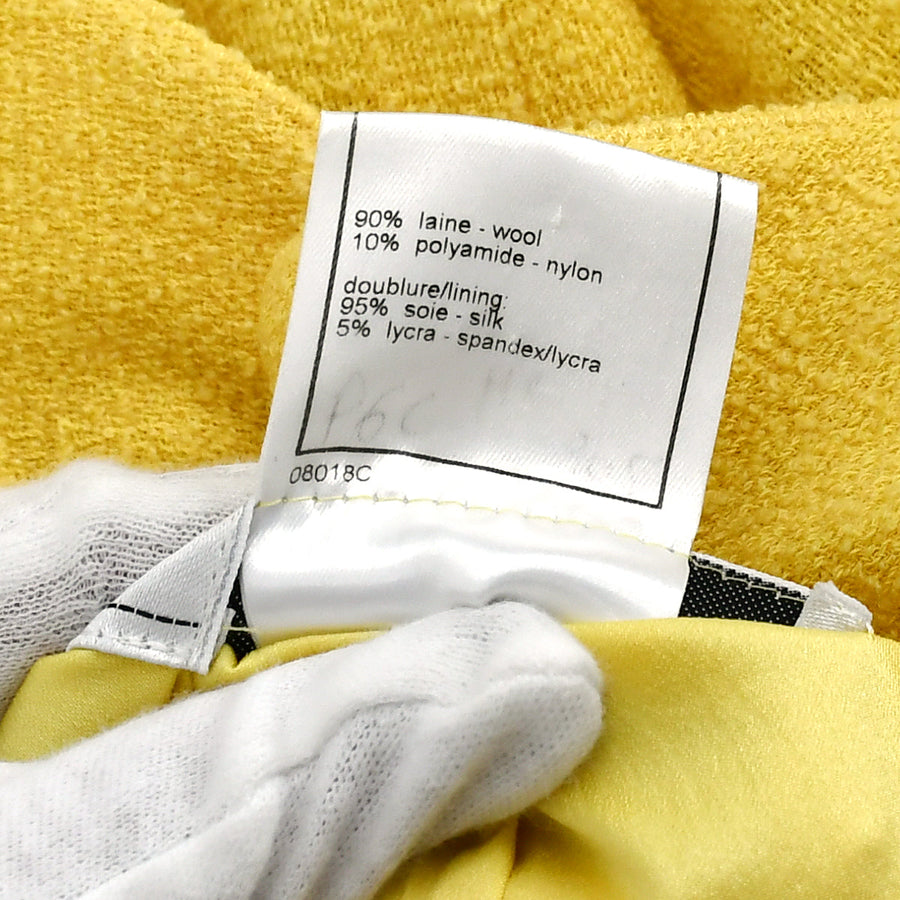 90% laine - wool
10% polyamide - nylon
doublure/lining:
95% soie - silk
5% lycra - spandex/lycra
08018C